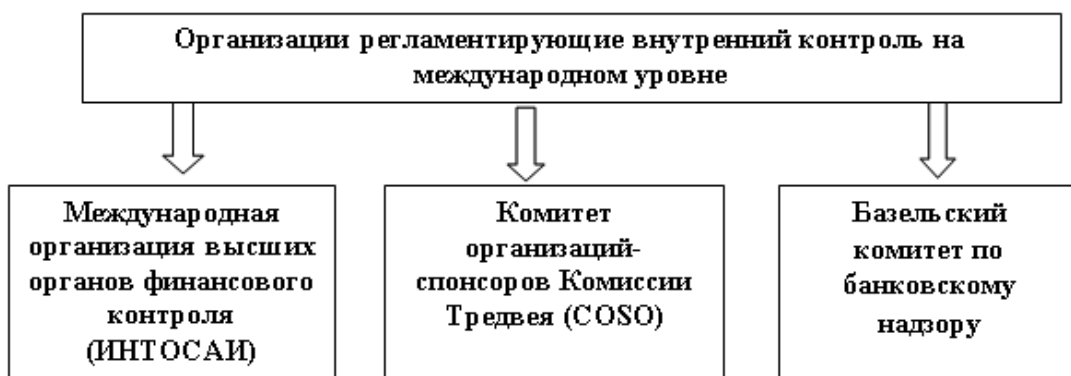 Организации регламентирующие внутренний контроль на
международном уровне
Международная
организация высших
органов финансового
контроля
(ИНТОСАИ)
Комитет
организаций-
спонсоров Комиссии
Тредвея (COSO)
Базельский
комитет по
банковскому
надзору